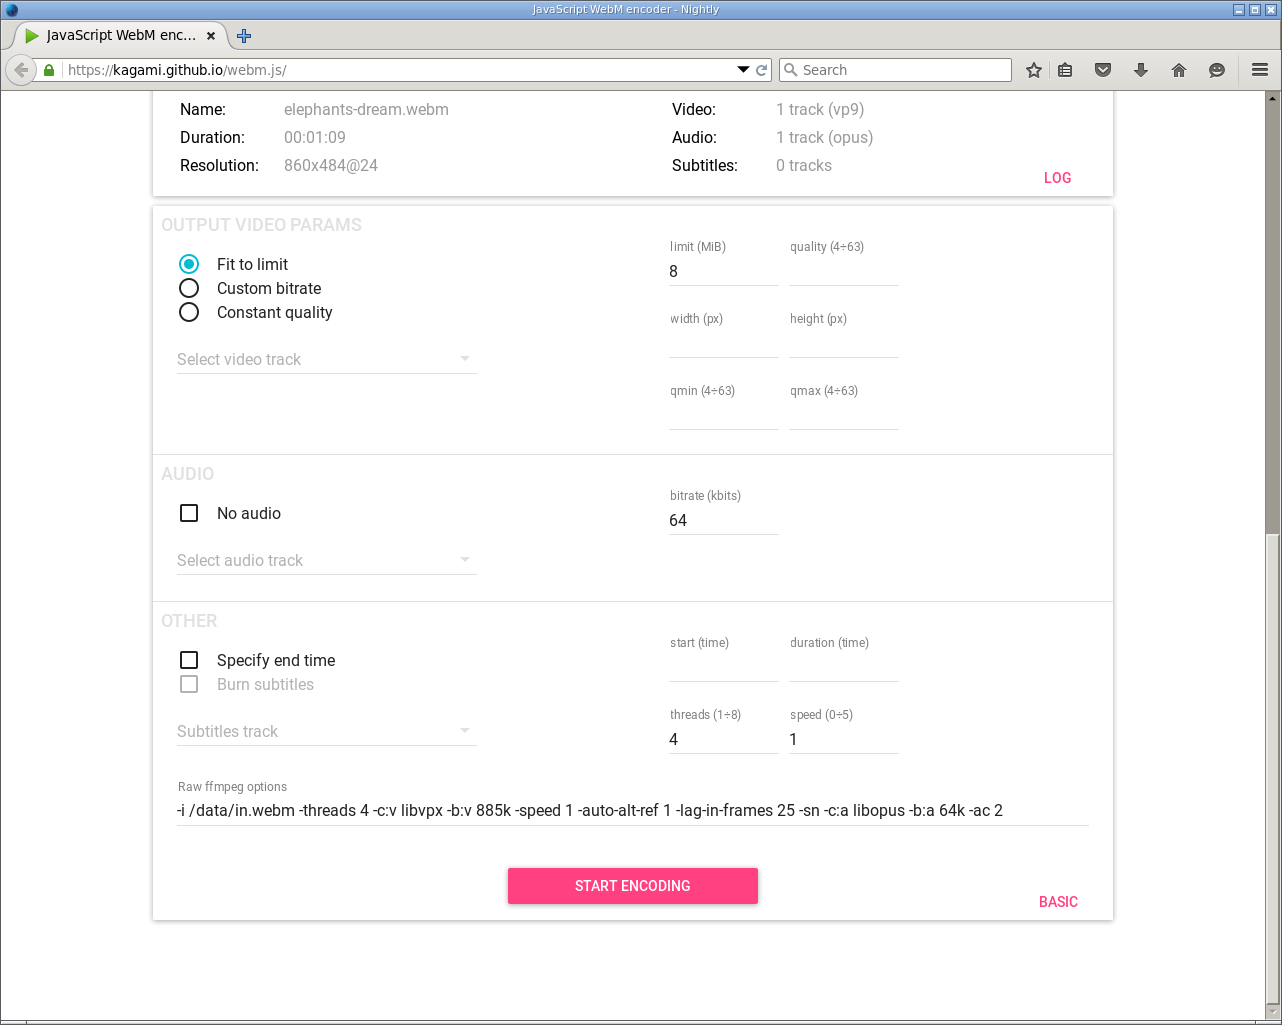 JavaScript WebM encoder - Nightly
JavaScript WebM enc...
https://kagami.github.io/webm.js/
Search
Name: elephants-dream.webm Video: 1 track (vp9)
Duration: 00:01:09 Audio: 1 track (opus)
Resolution: 860x484@24 Subtitles: 0 tracks
LOG
OUTPUT VIDEO PARAMS
limit (MiB) quality (4÷63)
Fit to limit 8
Custom bitrate
Constant quality
width (px) height (px)
Select video track
qmin (4÷63) qmax (4÷63)
AUDIO
bitrate (kbits)
No audio 64
Select audio track
OTHER
start (time) duration (time)
Specify end time
Burn subtitles
threads (1÷8) speed (0÷5)
Subtitles track 4 1
Raw ffmpeg options
-i /data/in.webm -threads 4 -c:v libvpx -b:v 885k -speed 1 -auto-alt-ref 1 -lag-in-frames 25 -sn -c:a libopus -b:a 64k -ac 2
START ENCODING
BASIC